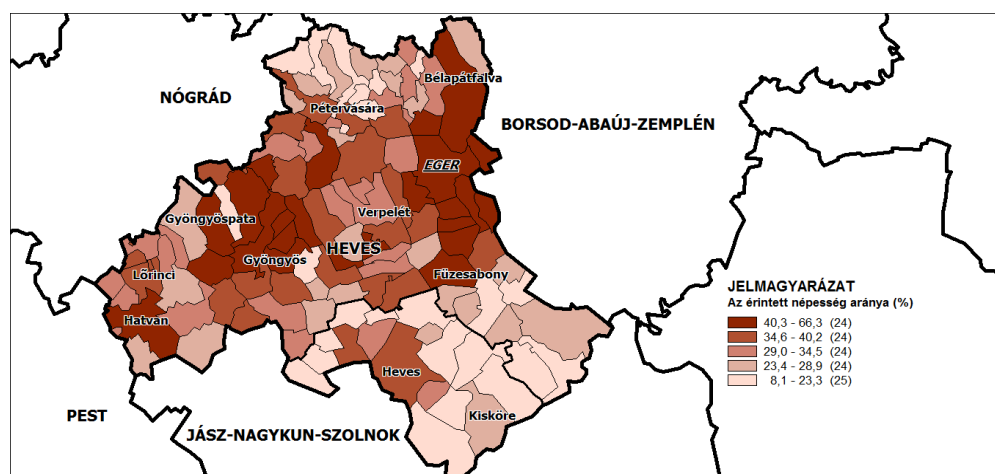 NÓGRÁD
Bélapátfalva
Pétervására
BORSOD-ABAÚJ-ZEMPLÉN
EGER
Gyöngyöspata
Verpelét
HEVES
Gyöngyös
Lőrinci
Füzesabony
Hatvan
Heves
Kisköre
PEST
JÁSZ-NAGYKUN-SZOLNOK
JELMAGYARÁZAT
Az érintett népesség aránya (%)
40,3 - 66,3 (24)
34,6 - 40,2 (24)
29,0 - 34,5 (24)
23,4 - 28,9 (24)
8,1 - 23,3 (25)